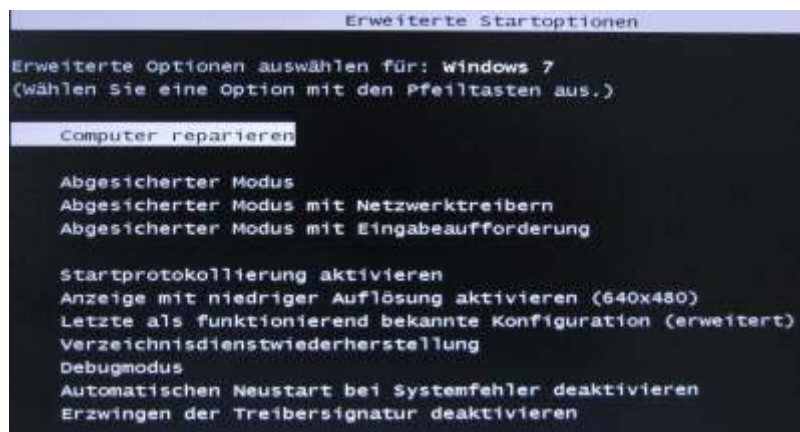 Erweiterte Startoptionen
Erweiterte Optionen auswählen für: Windows 7
(Wählen Sie eine Option mit den Pfeiltasten aus.)
Computer reparieren
Abgesicherter Modus
Abgesicherter Modus mit Netzwerktreibern
Abgesicherter Modus mit Eingabeaufforderung
Startprotokollierung aktivieren
Anzeige mit niedriger Auflösung aktivieren (640x480)
Letzte als funktionierend bekannte Konfiguration (erweitert)
Verzeichnisdienstwiederherstellung
Debugmodus
Automatischen Neustart bei Systemfehler deaktivieren
Erzwingen der Treibersignatur deaktivieren